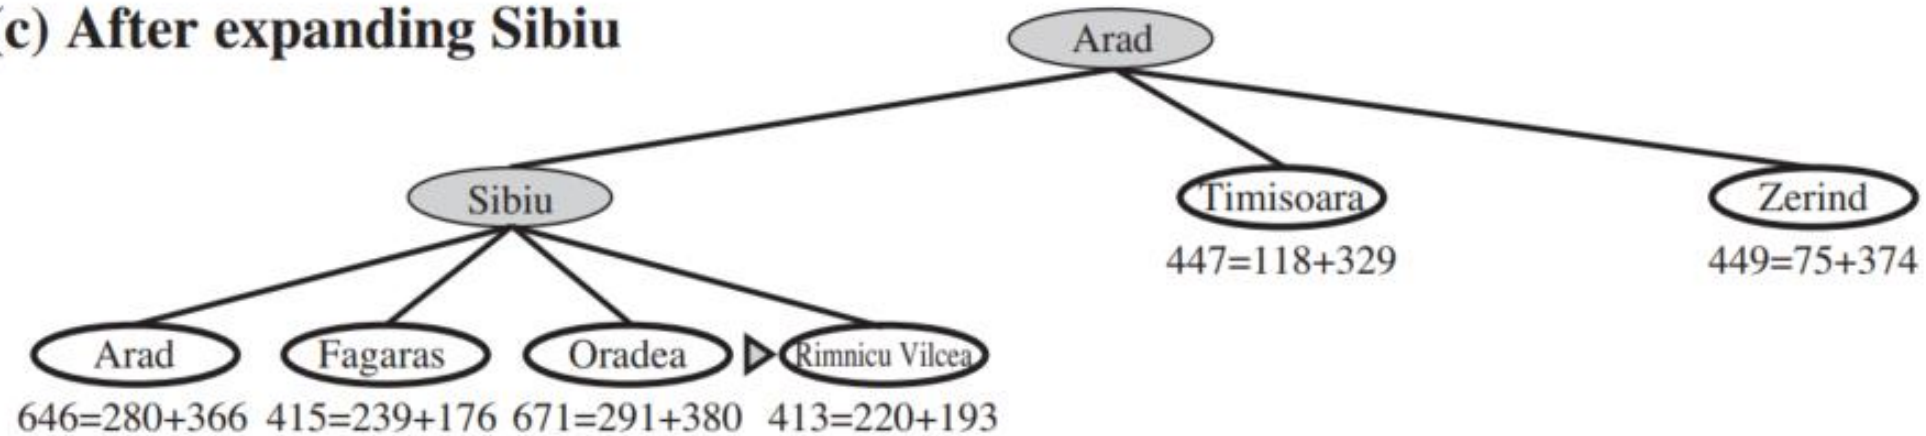 (c) After expanding Sibiu
Arad
Sibiu
Timisoara
Zerind
447=118+329
449=75+374
Arad
Fagaras
Oradea
Rimnicu Vilcea
646=280+366
415=239+176
671=291+380
413=220+193